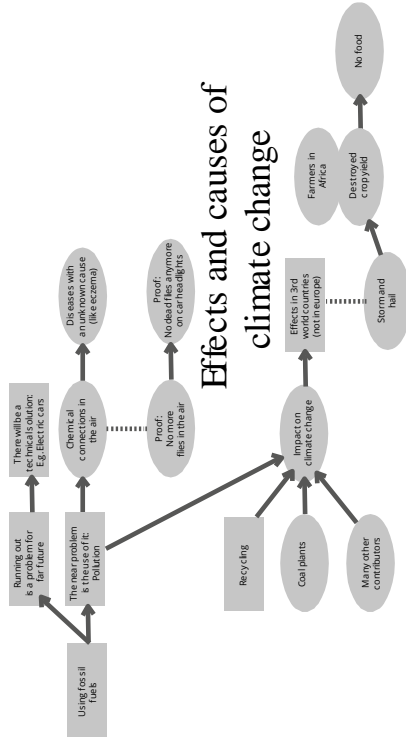 Running out
is a problem for
far future
There will be a
technical solution:
E.g. Electric cars
Using fossil
fuels
The near problem
is the use of it:
Polution
Chemical
connections in
the air
Diseases with
an unknown cause
(like eczema)
Proof:
No more
flies in the air
Proof:
No dead flies anymore
on car headlights
Effects and causes of
climate change
Recycling
Coal plants
Many other
contributors
Impact on
climate change
Effects in 3rd
world countries
(not in europe)
Farmers in
Africa
Storm and
hail
Destroyed
crop yield
No food